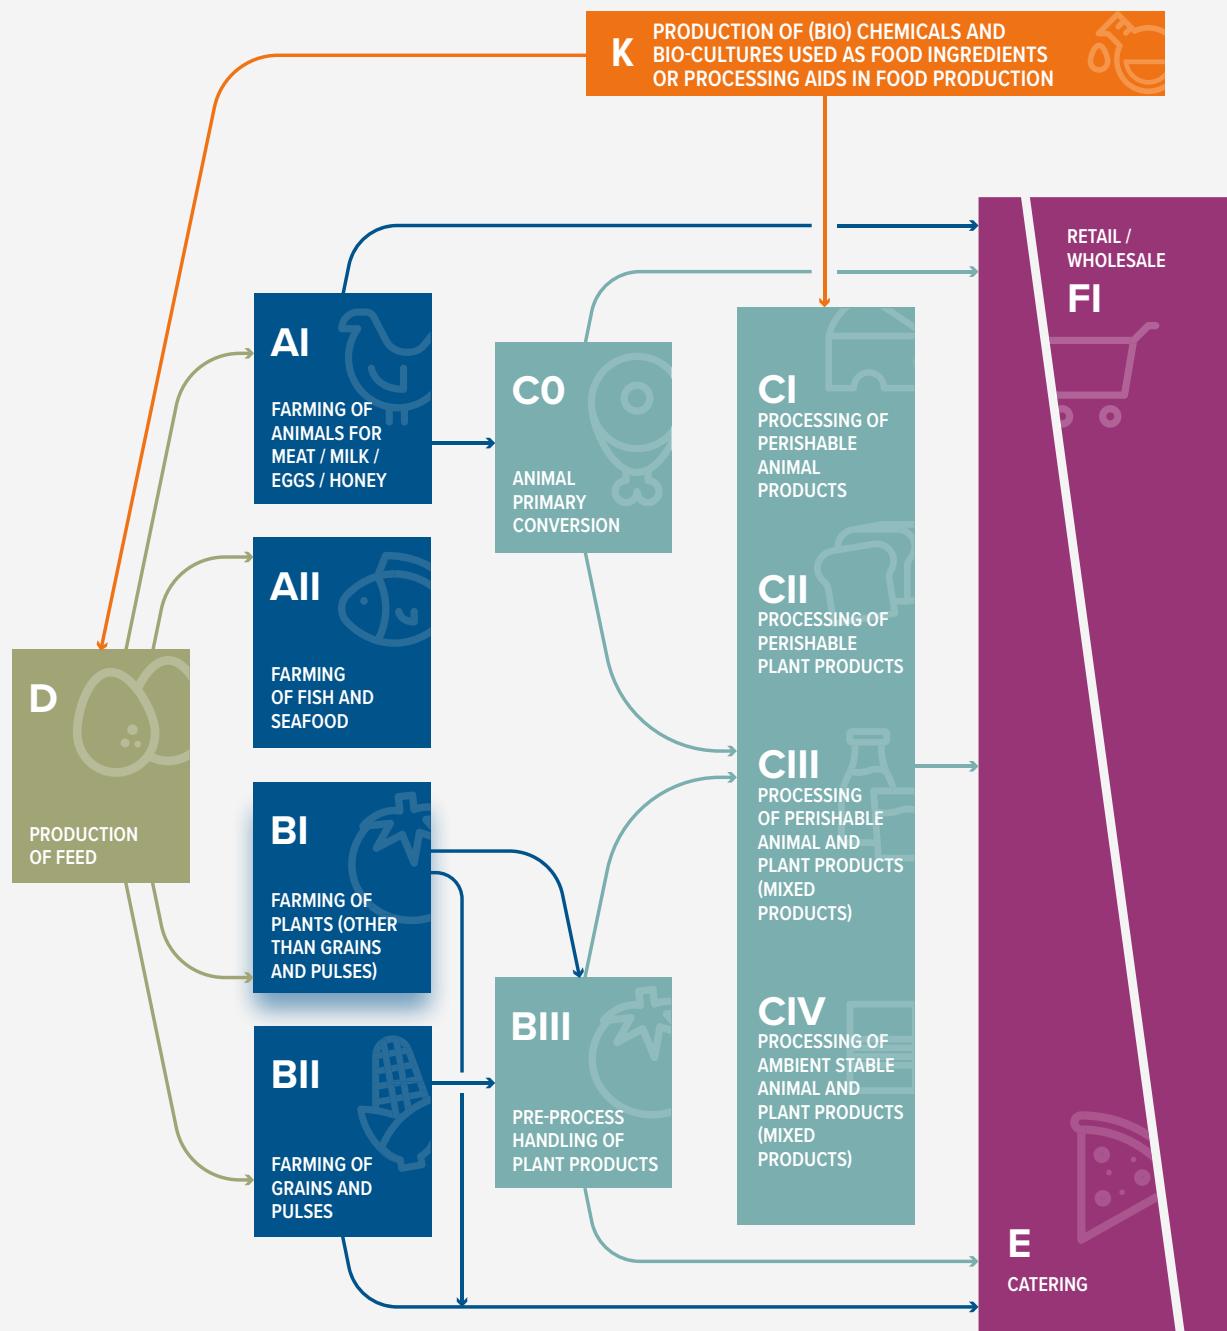 K
PRODUCTION OF (BIO) CHEMICALS AND
BIO-CULTURES USED AS FOOD INGREDIENTS
OR PROCESSING AIDS IN FOOD PRODUCTION
RETAIL /
WHOLESALE
FI
AI
FARMING OF
ANIMALS FOR
MEAT / MILK /
EGGS / HONEY
C0
ANIMAL
PRIMARY
CONVERSION
CI
PROCESSING OF
PERISHABLE
ANIMAL
PRODUCTS
AII
FARMING
OF FISH AND
SEAFOOD
CII
PROCESSING OF
PERISHABLE
PLANT PRODUCTS
D
PRODUCTION
OF FEED
BI
FARMING OF
PLANTS (OTHER
THAN GRAINS
AND PULSES)
CIII
PROCESSING
OF PERISHABLE
ANIMAL AND
PLANT PRODUCTS
(MIXED
PRODUCTS)
BII
FARMING OF
GRAINS AND
PULSES
BIII
PRE-PROCESS
HANDLING OF
PLANT PRODUCTS
CIV
PROCESSING OF
AMBIENT STABLE
ANIMAL AND
PLANT PRODUCTS
(MIXED
PRODUCTS)
E
CATERING